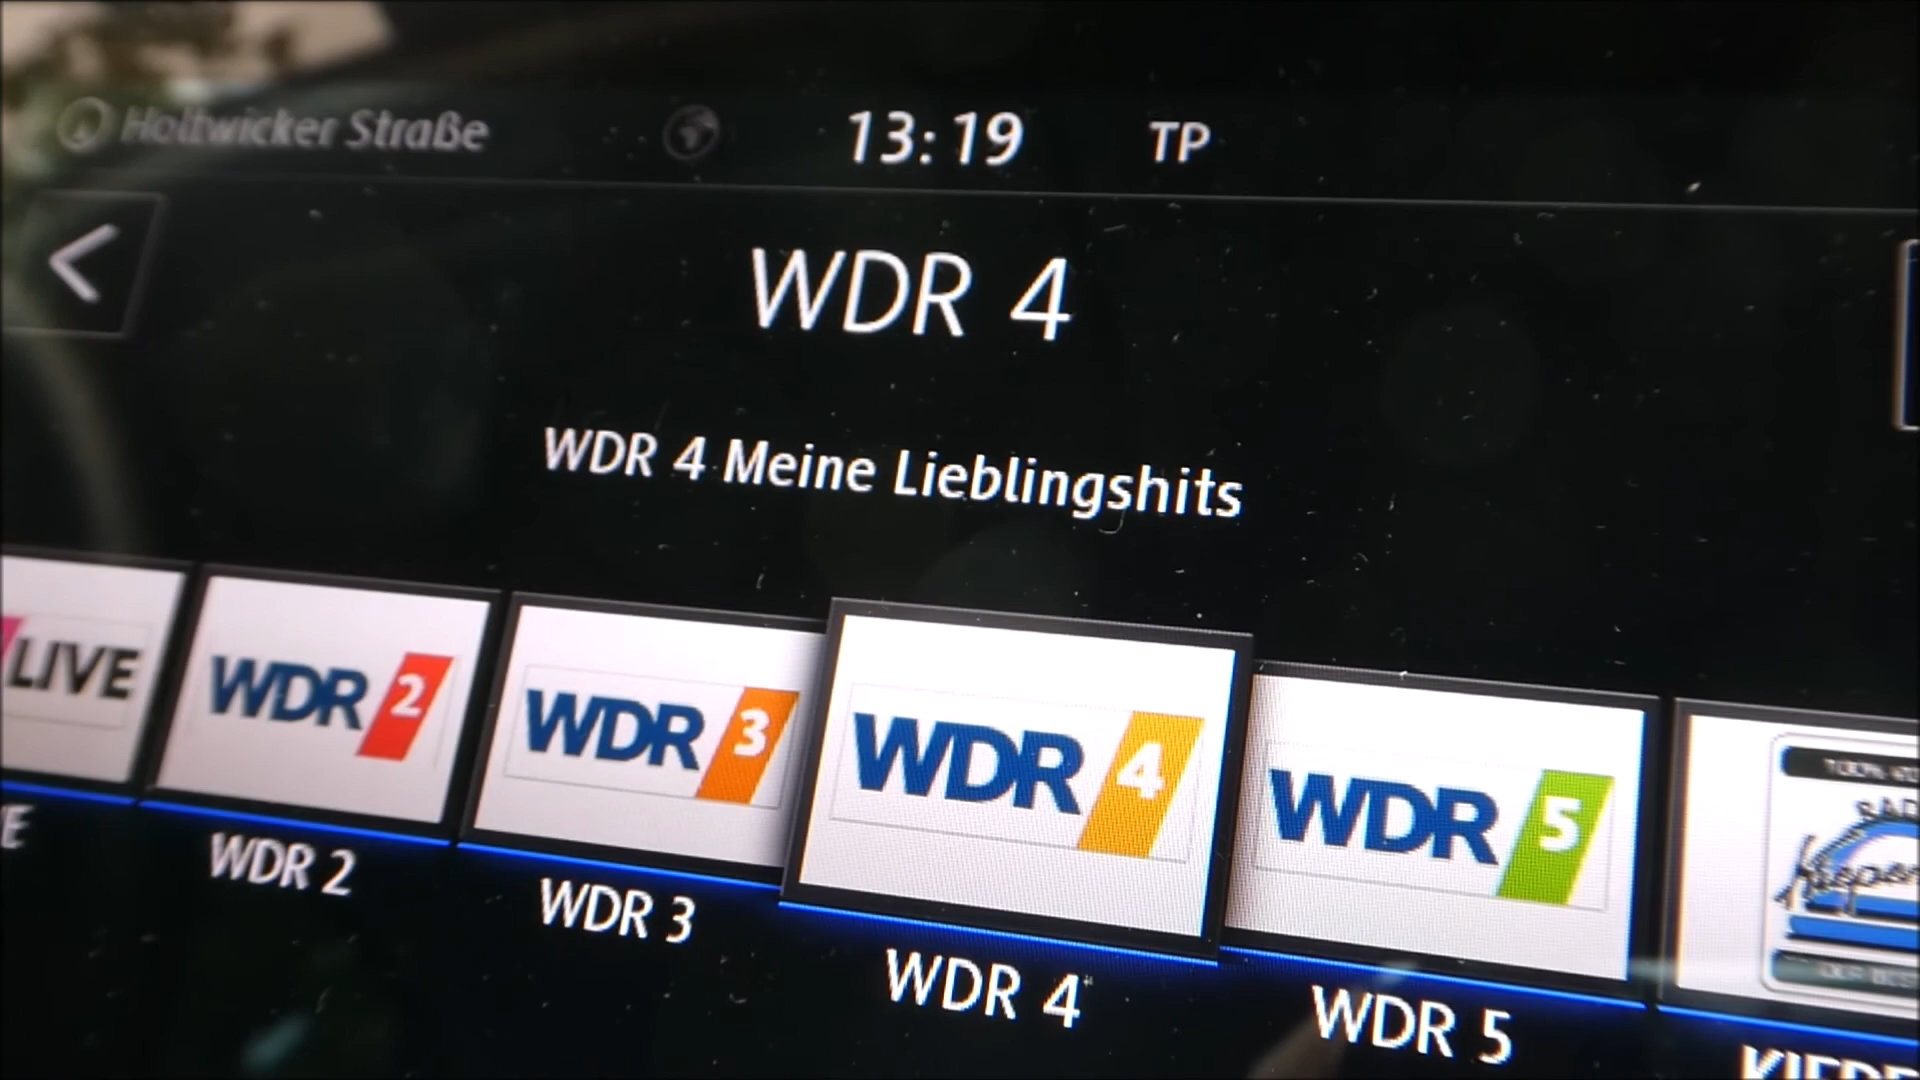 Holtwicker Straße
13:19
TP
WDR 4
WDR 4 Meine Lieblingshits
LIVE
WDR 2
WDR 3
WDR 4
WDR 5
WDR 2
WDR 3
WDR 4
WDR 5